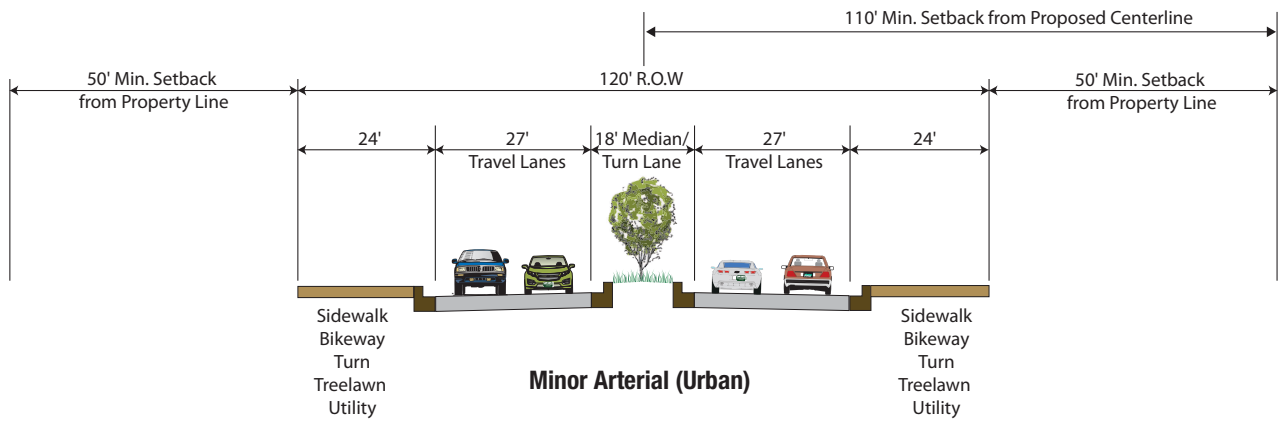 110' Min. Setback from Proposed Centerline
50' Min. Setback
from Property Line
120' R.O.W
50' Min. Setback
from Property Line
24'
27'
Travel Lanes
18' Median/
Turn Lane
27'
Travel Lanes
24'
Sidewalk
Bikeway
Turn
Treelawn
Utility
Sidewalk
Bikeway
Turn
Treelawn
Utility
Minor Arterial (Urban)